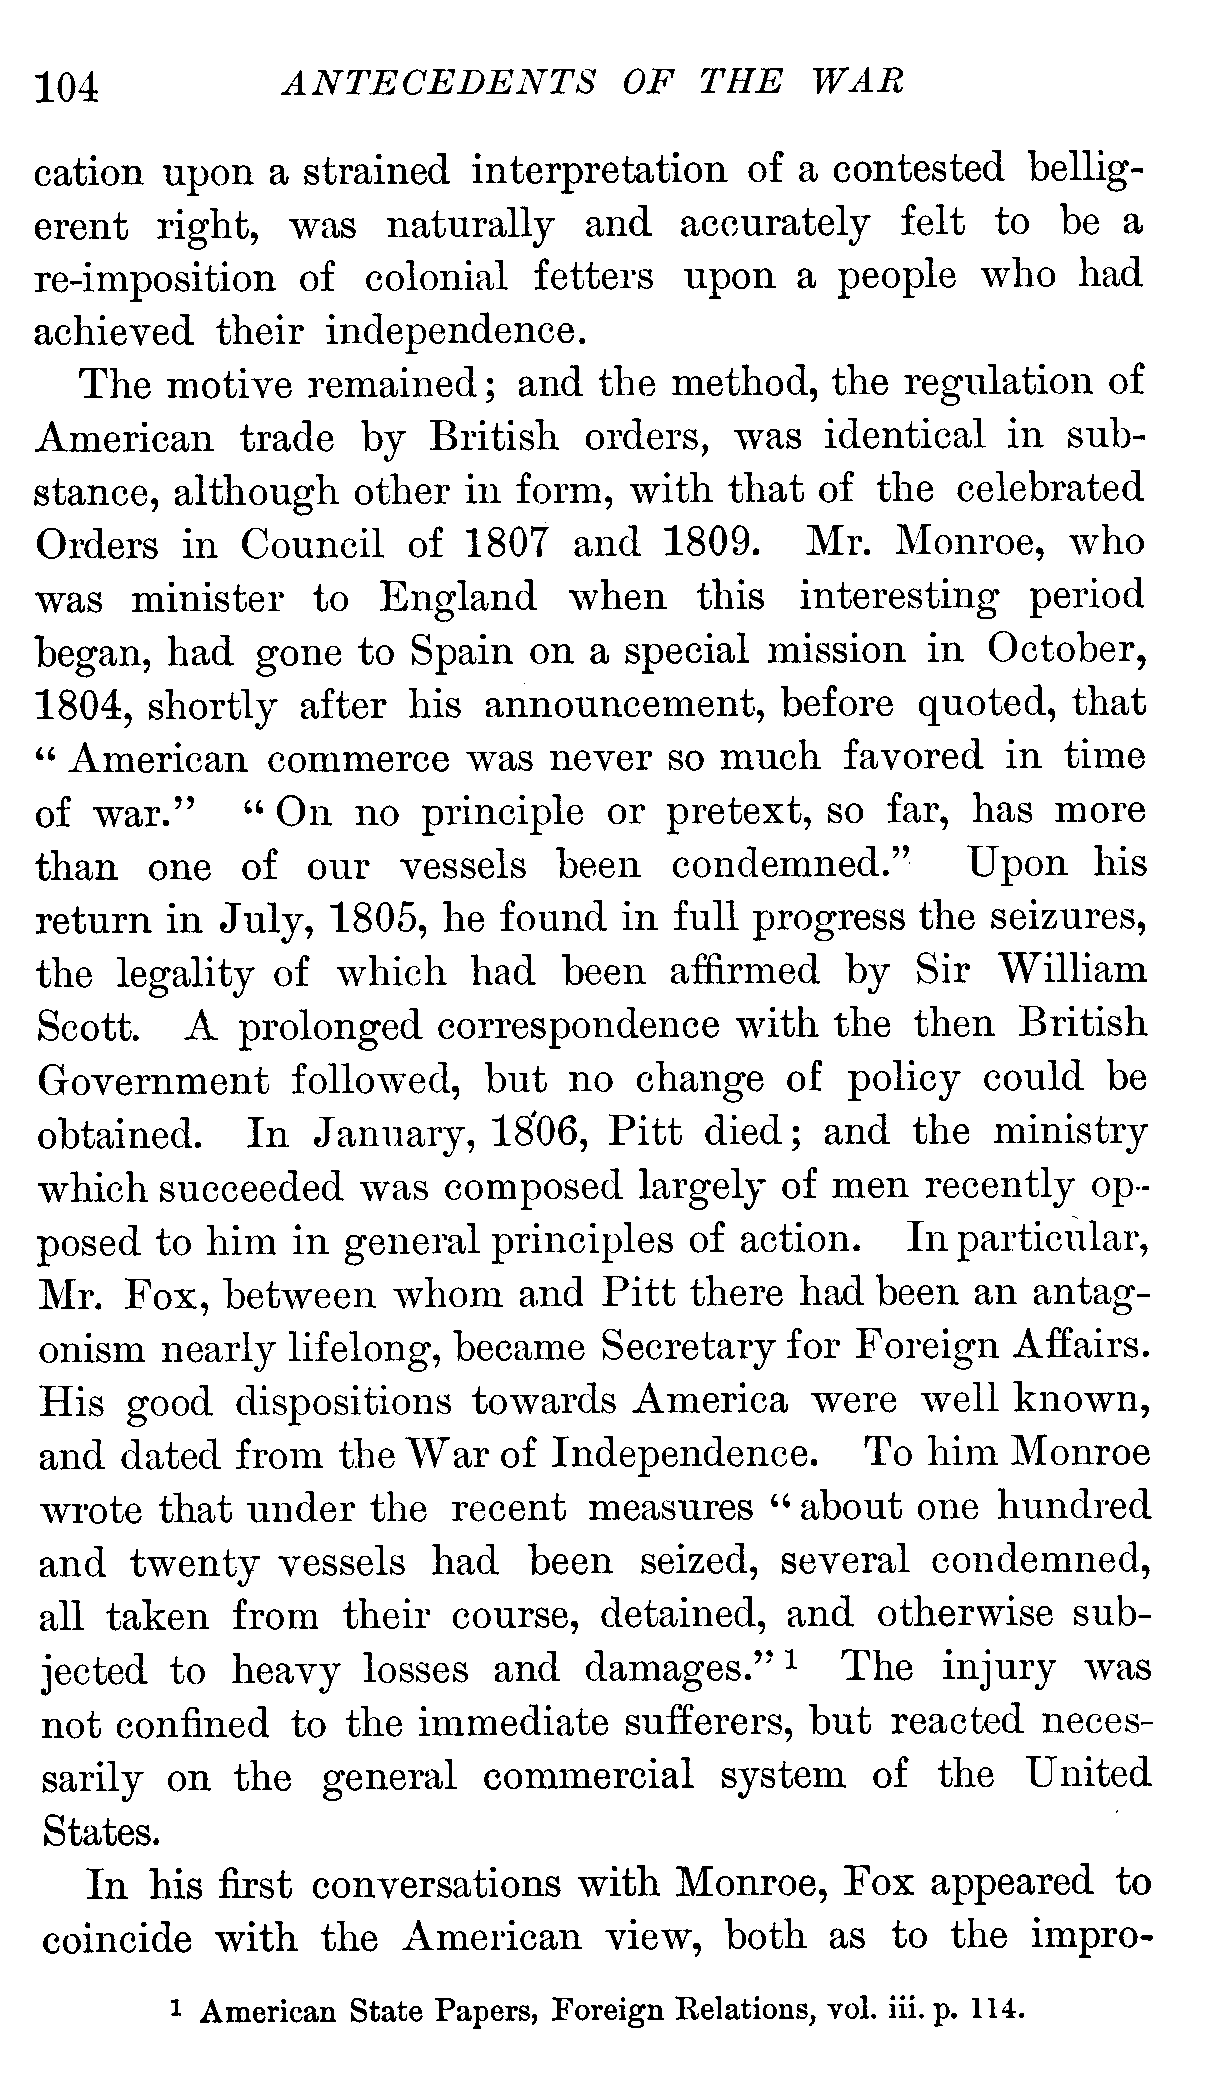 104 ANTECEDENTS OF THE WAR
cation upon a strained interpretation of a contested bellig-
erent right, was naturally and accurately felt to be a
re-imposition of colonial fetters upon a people who had
achieved their independence.
The motive remained; and the method, the regulation of
American trade by British orders, was identical in sub-
stance, although other in form, with that of the celebrated
Orders in Council of 1807 and 1809. Mr. Monroe, who
was minister to England when this interesting period
began, had gone to Spain on a special mission in October,
1804, shortly after his announcement, before quoted, that
“ American commerce was never so much favored in time
of war.” “ On no principle or pretext, so far, has more
than one of our vessels been condemned.” Upon his
return in July, 1805, he found in full progress the seizures,
the legality of which had been affirmed by Sir William
Scott. A prolonged correspondence with the then British
Government followed, but no change of policy could be
obtained. In January, 1806, Pitt died; and the ministry
which succeeded was composed largely of men recently op-
posed to him in general principles of action. In particular,
Mr. Fox, between whom and Pitt there had been an antag-
onism nearly lifelong, became Secretary for Foreign Affairs.
His good dispositions towards America were well known,
and dated from the War of Independence. To him Monroe
wrote that under the recent measures “ about one hundred
and twenty vessels had been seized, several condemned,
all taken from their course, detained, and otherwise sub-
jected to heavy losses and damages.” 1 The injury was
not confined to the immediate sufferers, but reacted neces-
sarily on the general commercial system of the United
States.
In his first conversations with Monroe, Fox appeared to
coincide with the American view, both as to the impro-
1 American State Papers, Foreign Relations, vol. iii. p. 114.